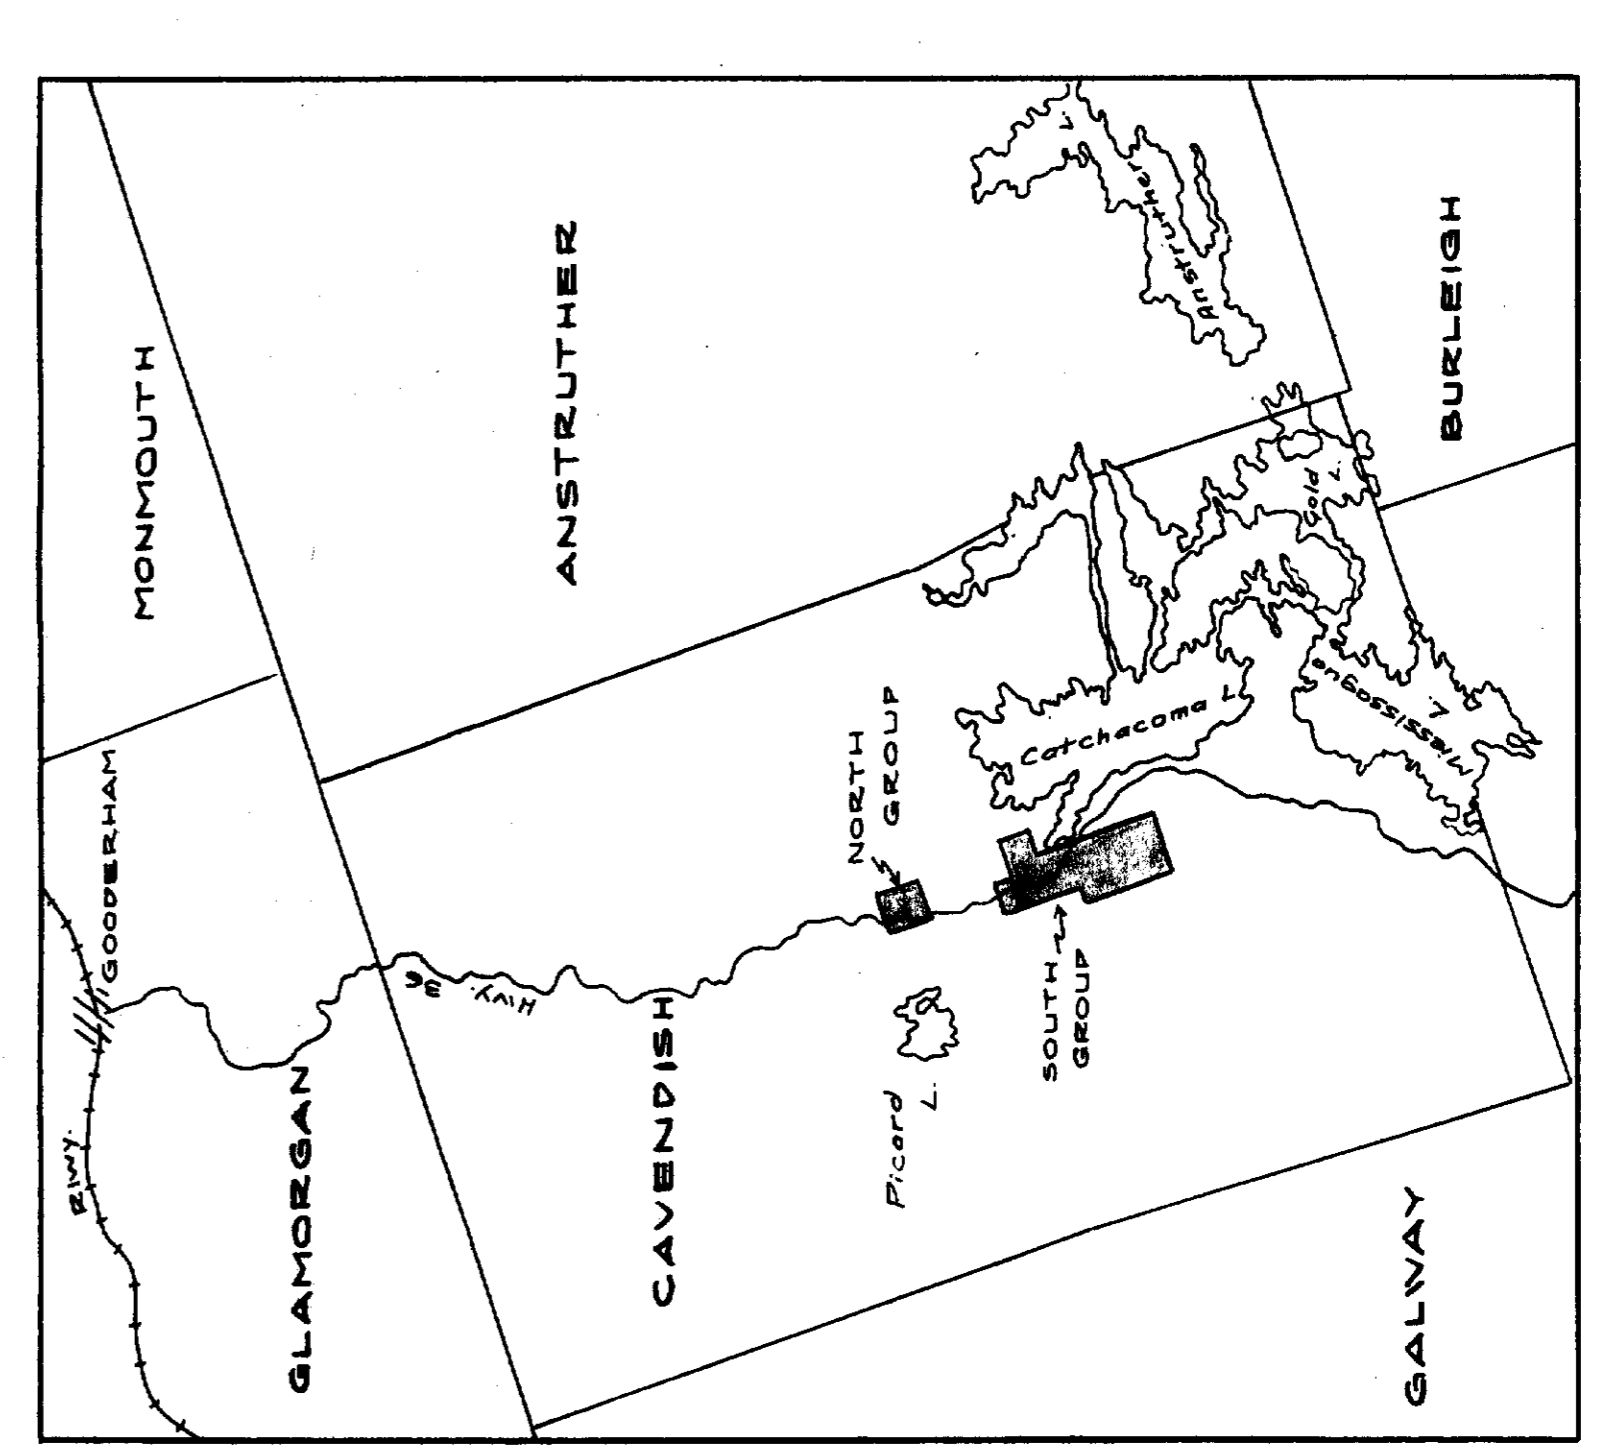 MONMOUTH
ANSTRUTHER
Anstruther
L.
BURLEIGH
GOODERHAM
NORTH
GROUP
Catchacoma L.
Gold
L.
Mississagua
L.
RlWY.
HWY. 36
GLAMORGAN
CAVENDISH
Picard
L.
SOUTH
GROUP
GALWAY